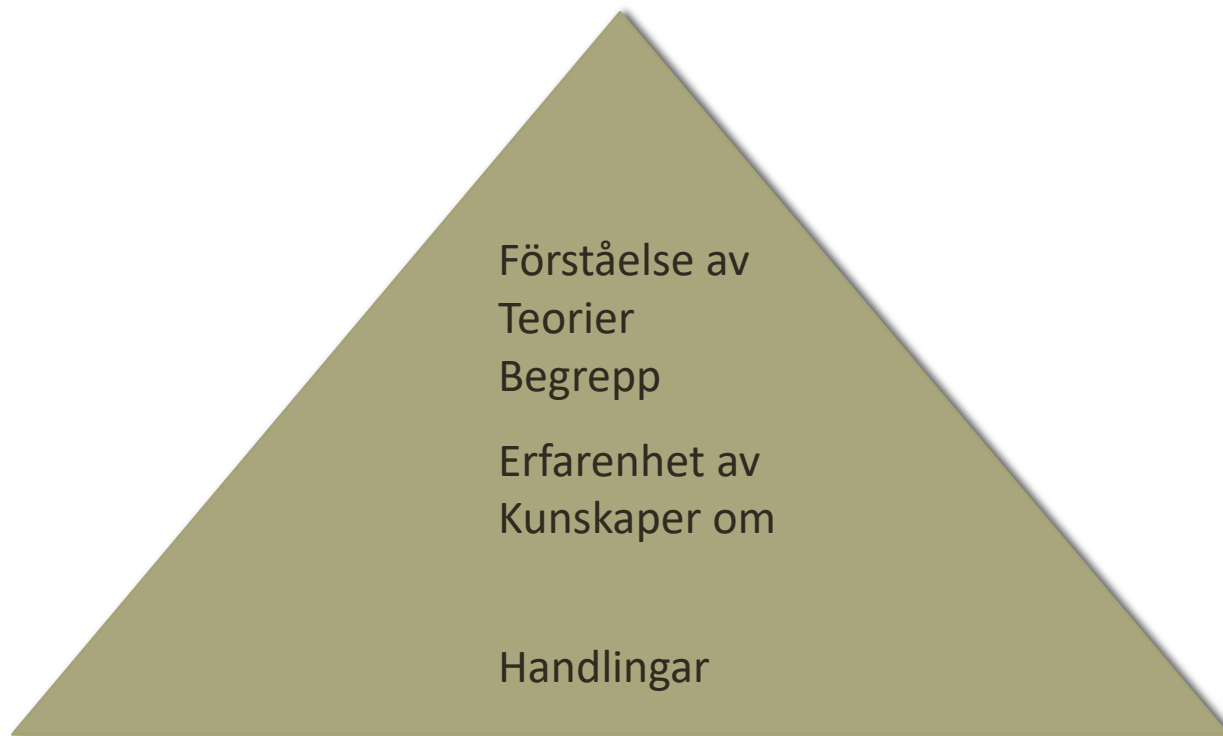 Förståelse av
Teorier
Begrepp
Erfarenhet av
Kunskaper om
Handlingar